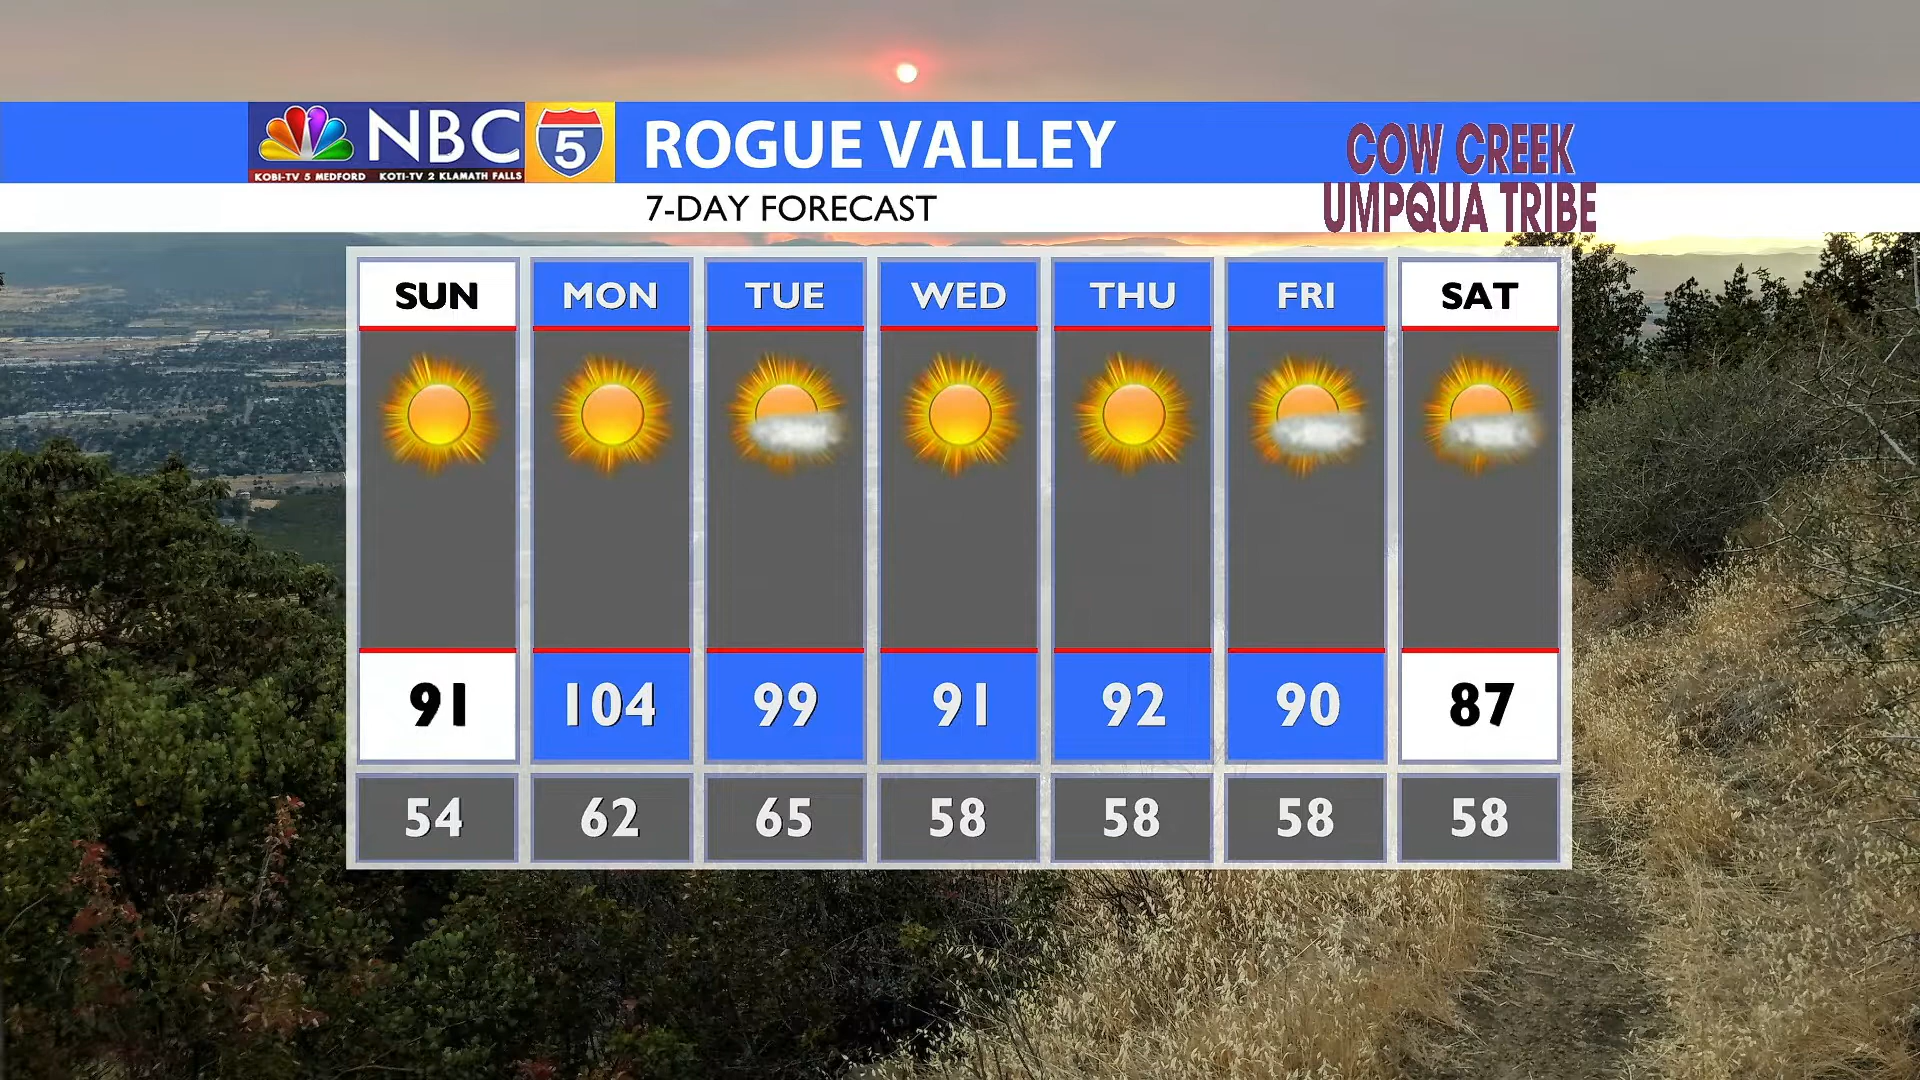 NBC 5
KOBI-TV 5 MEDFORD KOTI-TV 2 KLAMATH FALLS
ROGUE VALLEY
COW CREEK
UMPQUA TRIBE
7-DAY FORECAST
SUN MON TUE WED THU FRI SAT
91 104 99 91 92 90 87
54 62 65 58 58 58 58